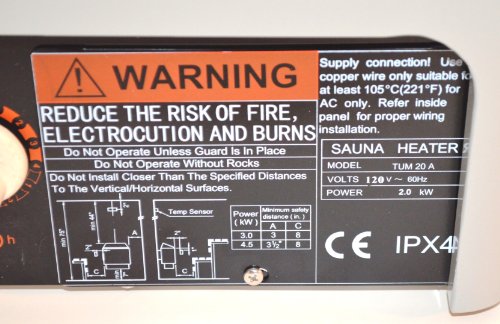 WARNING
REDUCE THE RISK OF FIRE,
ELECTROCUTION AND BURNS
Do Not Operate Unless Guard Is In Place
Do Not Operate Without Rocks
Do Not Install Closer Than The Specified Distances
To The Vertical/Horizontal Surfaces.
Temp Sensor
2"
2"
A
C
C
Power
(kW)
Minimum safety
distance (in.)
A C
3.0 3 8
4.5 3½" 8
Supply connection! Use
copper wire only suitable
at least 105°C(221°F) for
AC only. Refer inside
panel for proper wiring
installation.
SAUNA HEATER
MODEL TUM 20 A
VOLTS 120 V ~ 60Hz
POWER 2.0 kW
CE IPX4
h